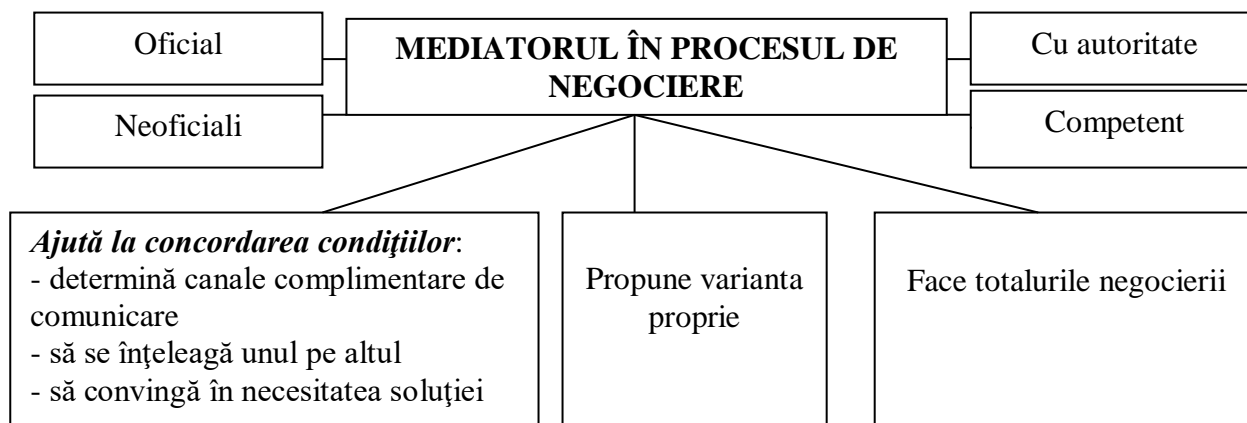 Oficial
Neoficiali
MEDIATORUL ÎN PROCESUL DE
NEGOCIERE
Cu autoritate
Competent
Ajută la concordarea condiţiilor:
- determină canale complimentare de
comunicare
- să se înţeleagă unul pe altul
- să convingă în necesitatea soluţiei
Propune varianta
proprie
Face totalurile negocierii